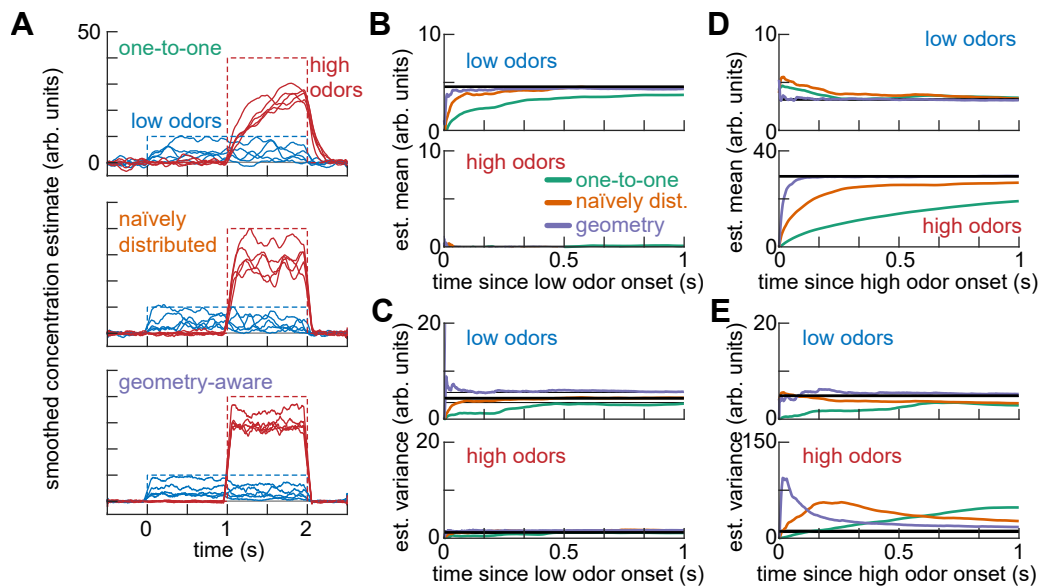 A
50
one-to-one
high
odors
low odors
0
naïvely
distributed
geometry-aware
smoothed concentration estimate (arb. units)
0
1
2
time (s)
B
10
low odors
0
0.5
1
10
high odors
one-to-one
naïvely dist.
geometry
0
0
0.5
1
est. mean (arb. units)
time since low odor onset (s)
C
20
low odors
0
20
high odors
0
0
0.5
1
est. variance (arb. units)
time since low odor onset (s)
D
10
low odors
0
40
high odors
0
0
0.5
1
est. mean (arb. units)
time since high odor onset (s)
E
20
low odors
0
150
high odors
0
0
0.5
1
est. variance (arb. units)
time since high odor onset (s)